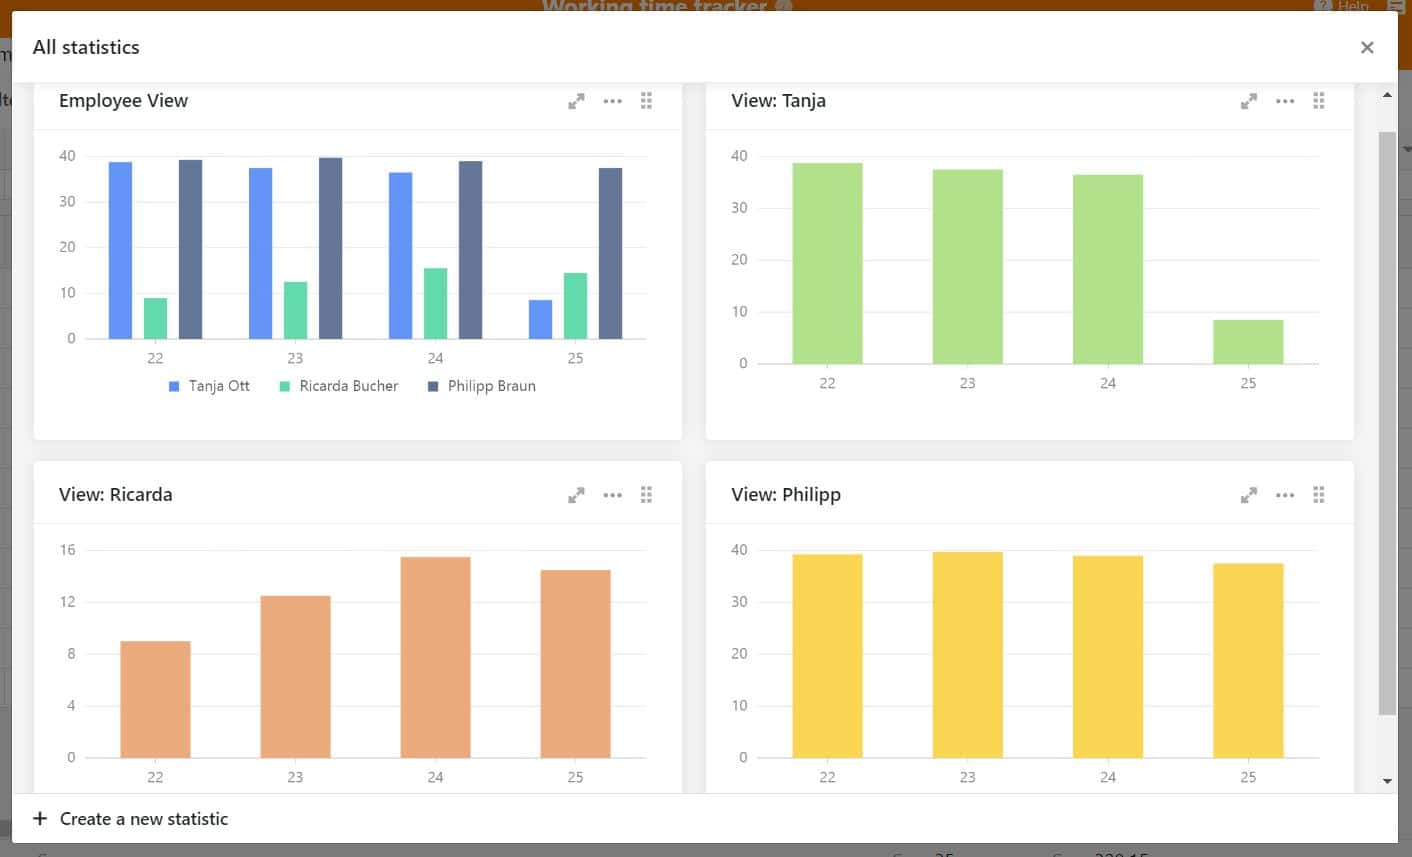 Working time tracker
Help
All statistics
Employee View
40
30
20
10
0
22 23 24 25
Tanja Ott Ricarda Bucher Philipp Braun
View: Tanja
40
30
20
10
0
22 23 24 25
View: Ricarda
16
12
8
4
0
22 23 24 25
View: Philipp
40
30
20
10
0
22 23 24 25
Create a new statistic